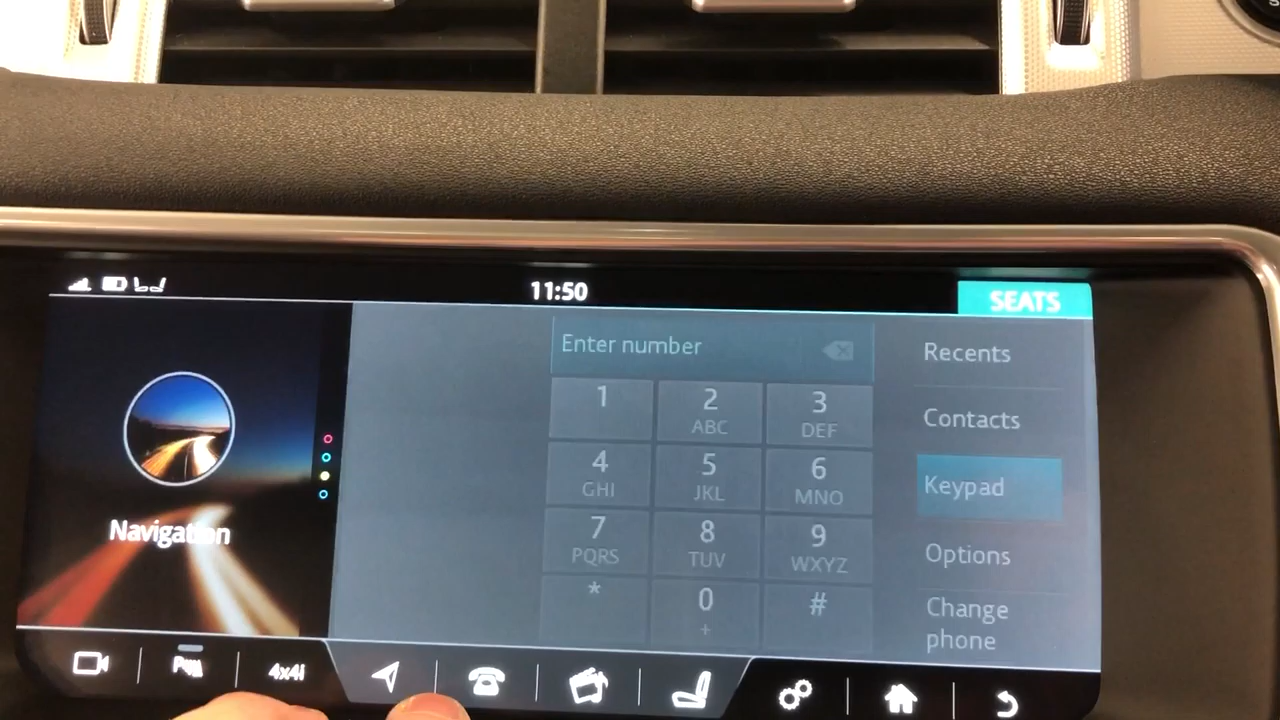 11:50
SEATS
Navigation
Enter number
1
2
ABC
3
DEF
4
GHI
5
JKL
6
MNO
7
PQRS
8
TUV
9
WXYZ
*
0
+
#
Recents
Contacts
Keypad
Options
Change
phone
4x4i